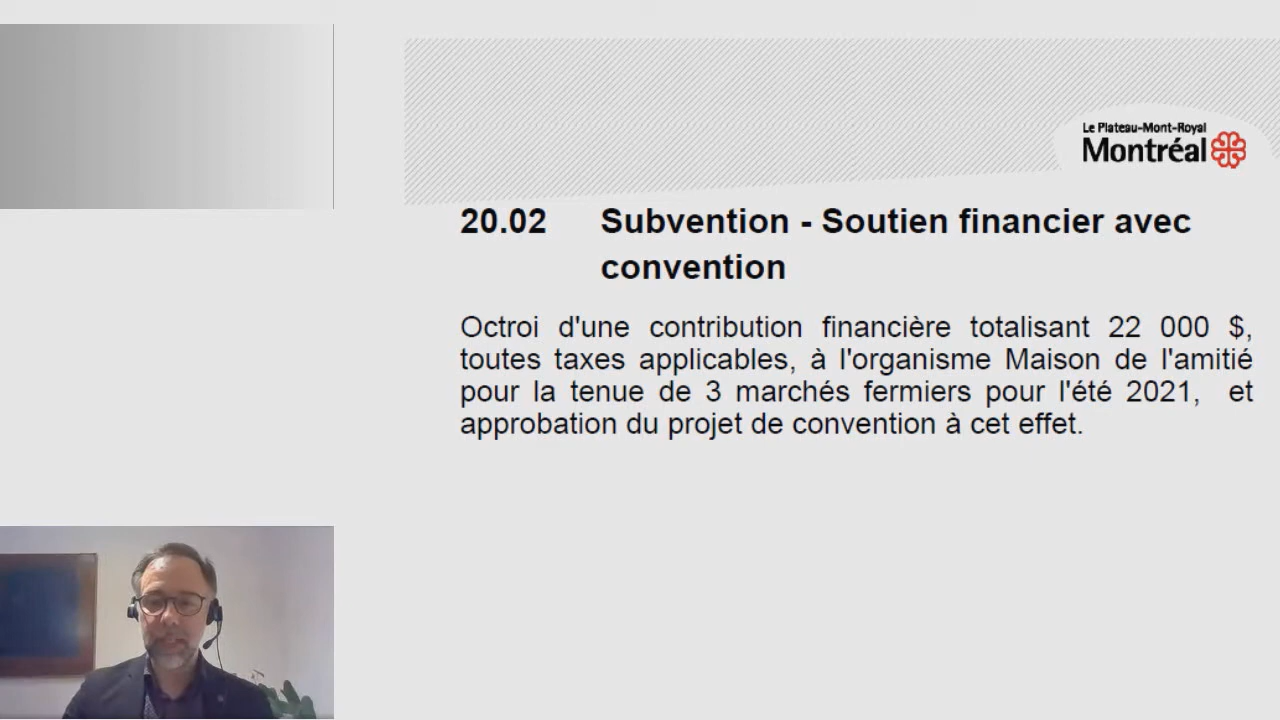 Le Plateau-Mont-Royal
Montréal
20.02 Subvention - Soutien financier avec
convention
Octroi d'une contribution financière totalisant 22 000 $,
toutes taxes applicables, à l'organisme Maison de l'amitié
pour la tenue de 3 marchés fermiers pour l'été 2021, et
approbation du projet de convention à cet effet.